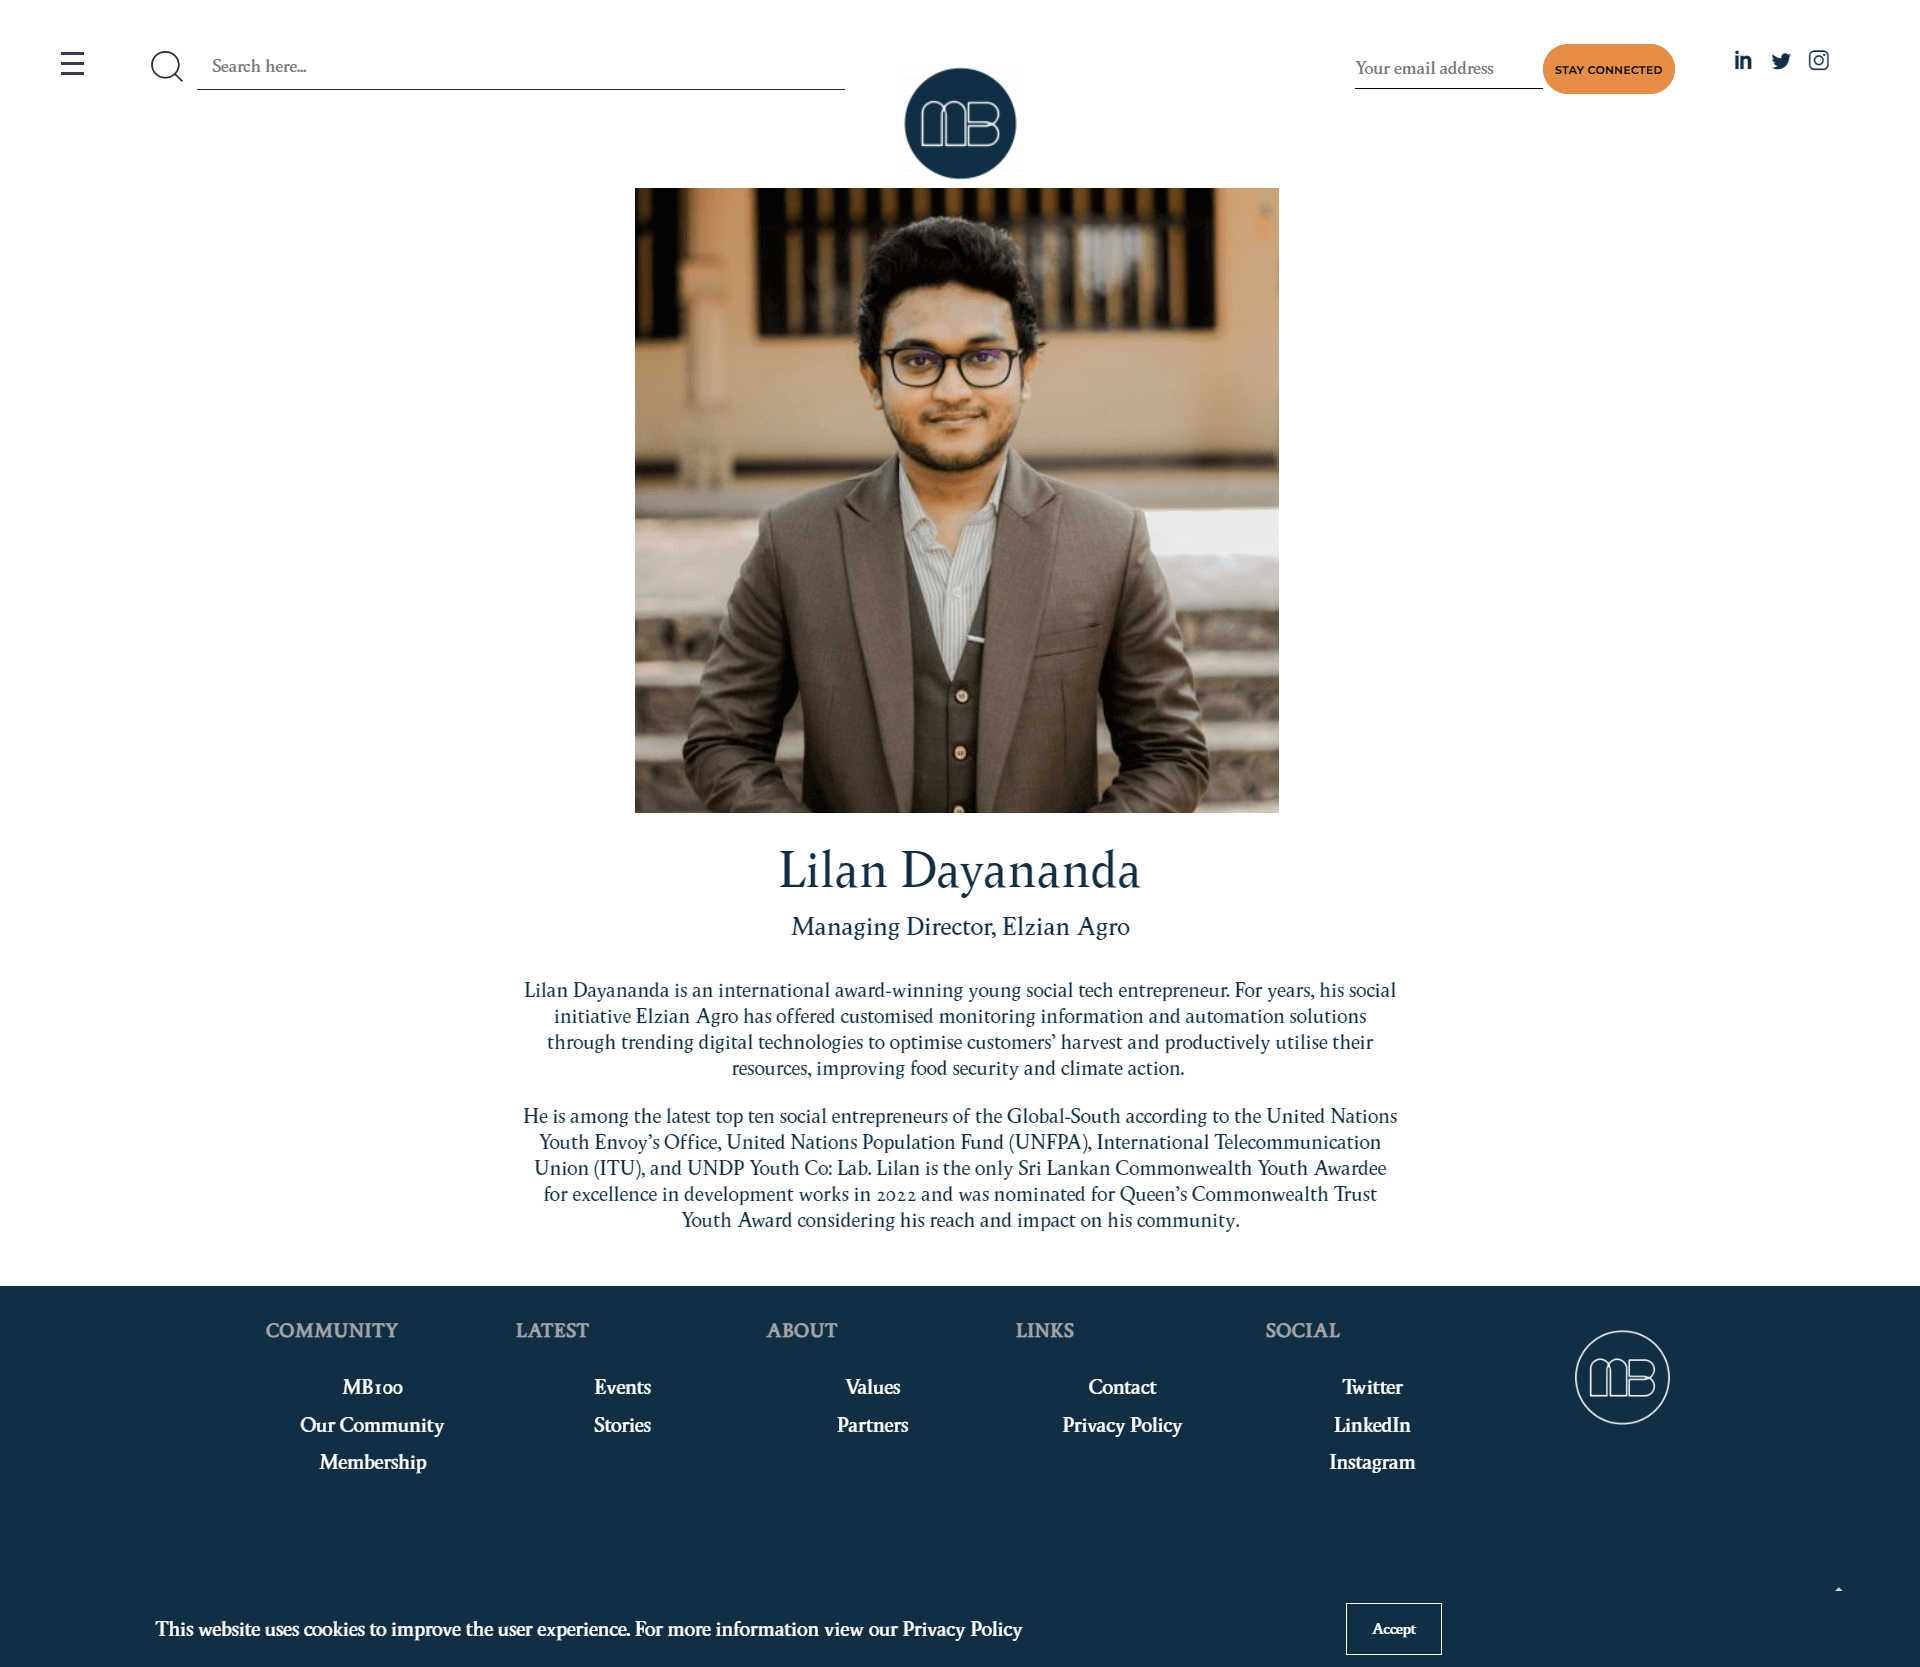 Search here...
Your email address
STAY CONNECTED
in
MB
Lilan Dayananda
Managing Director, Elzian Agro
Lilan Dayananda is an international award-winning young social tech entrepreneur. For years, his social
initiative Elzian Agro has offered customised monitoring information and automation solutions
through trending digital technologies to optimise customers’ harvest and productively utilise their
resources, improving food security and climate action.
He is among the latest top ten social entrepreneurs of the Global-South according to the United Nations
Youth Envoy’s Office, United Nations Population Fund (UNFPA), International Telecommunication
Union (ITU), and UNDP Youth Co: Lab. Lilan is the only Sri Lankan Commonwealth Youth Awardee
for excellence in development works in 2022 and was nominated for Queen’s Commonwealth Trust
Youth Award considering his reach and impact on his community.
COMMUNITY
MB100
Our Community
Membership
LATEST
Events
Stories
ABOUT
Values
Partners
LINKS
Contact
Privacy Policy
SOCIAL
Twitter
LinkedIn
Instagram
MB
This website uses cookies to improve the user experience. For more information view our Privacy Policy
Accept